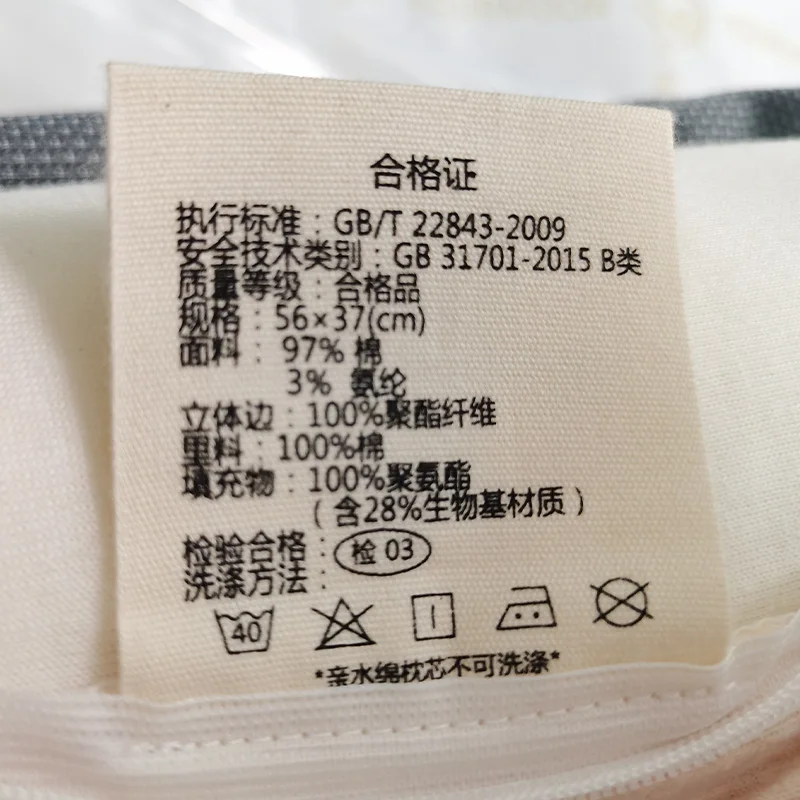 合格证
执行标准：GB/T 22843-2009
安全技术类别：GB 31701-2015 B类
质量等级：合格品
规格：56×37(cm)
面料：97% 棉
3% 氨纶
立体边：100%聚酯纤维
里料：100%棉
填充物：100%聚氨酯
（含28%生物基材质）
检验合格：检 03
洗涤方法：
40
*亲水绵枕芯不可洗涤*